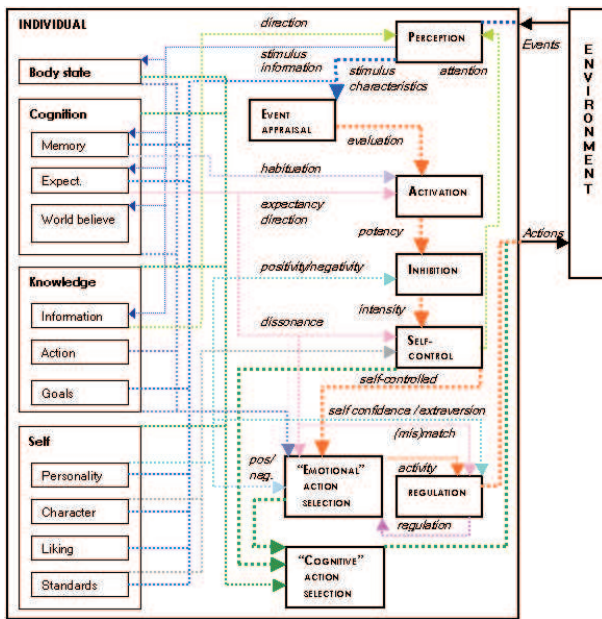 INDIVIDUAL
direction
PERCEPTION
Events
ENVIRONMENT
Body state
stimulus
information
stimulus
characteristics
attention
Cognition
EVENT
APPRAISAL
evaluation
Memory
habituation
Expect.
ACTIVATION
World believe
expectancy
direction
potency
Actions
Knowledge
positivity/negativity
INHIBITION
Information
intensity
dissonance
SELF-
CONTROL
Action
self-controlled
Goals
self confidence / extraversion
(mis)match
Self
pos/
neg.
"EMOTIONAL"
ACTION
SELECTION
activity
REGULATION
Personality
Character
regulation
Liking
"COGNITIVE"
ACTION
SELECTION
Standards